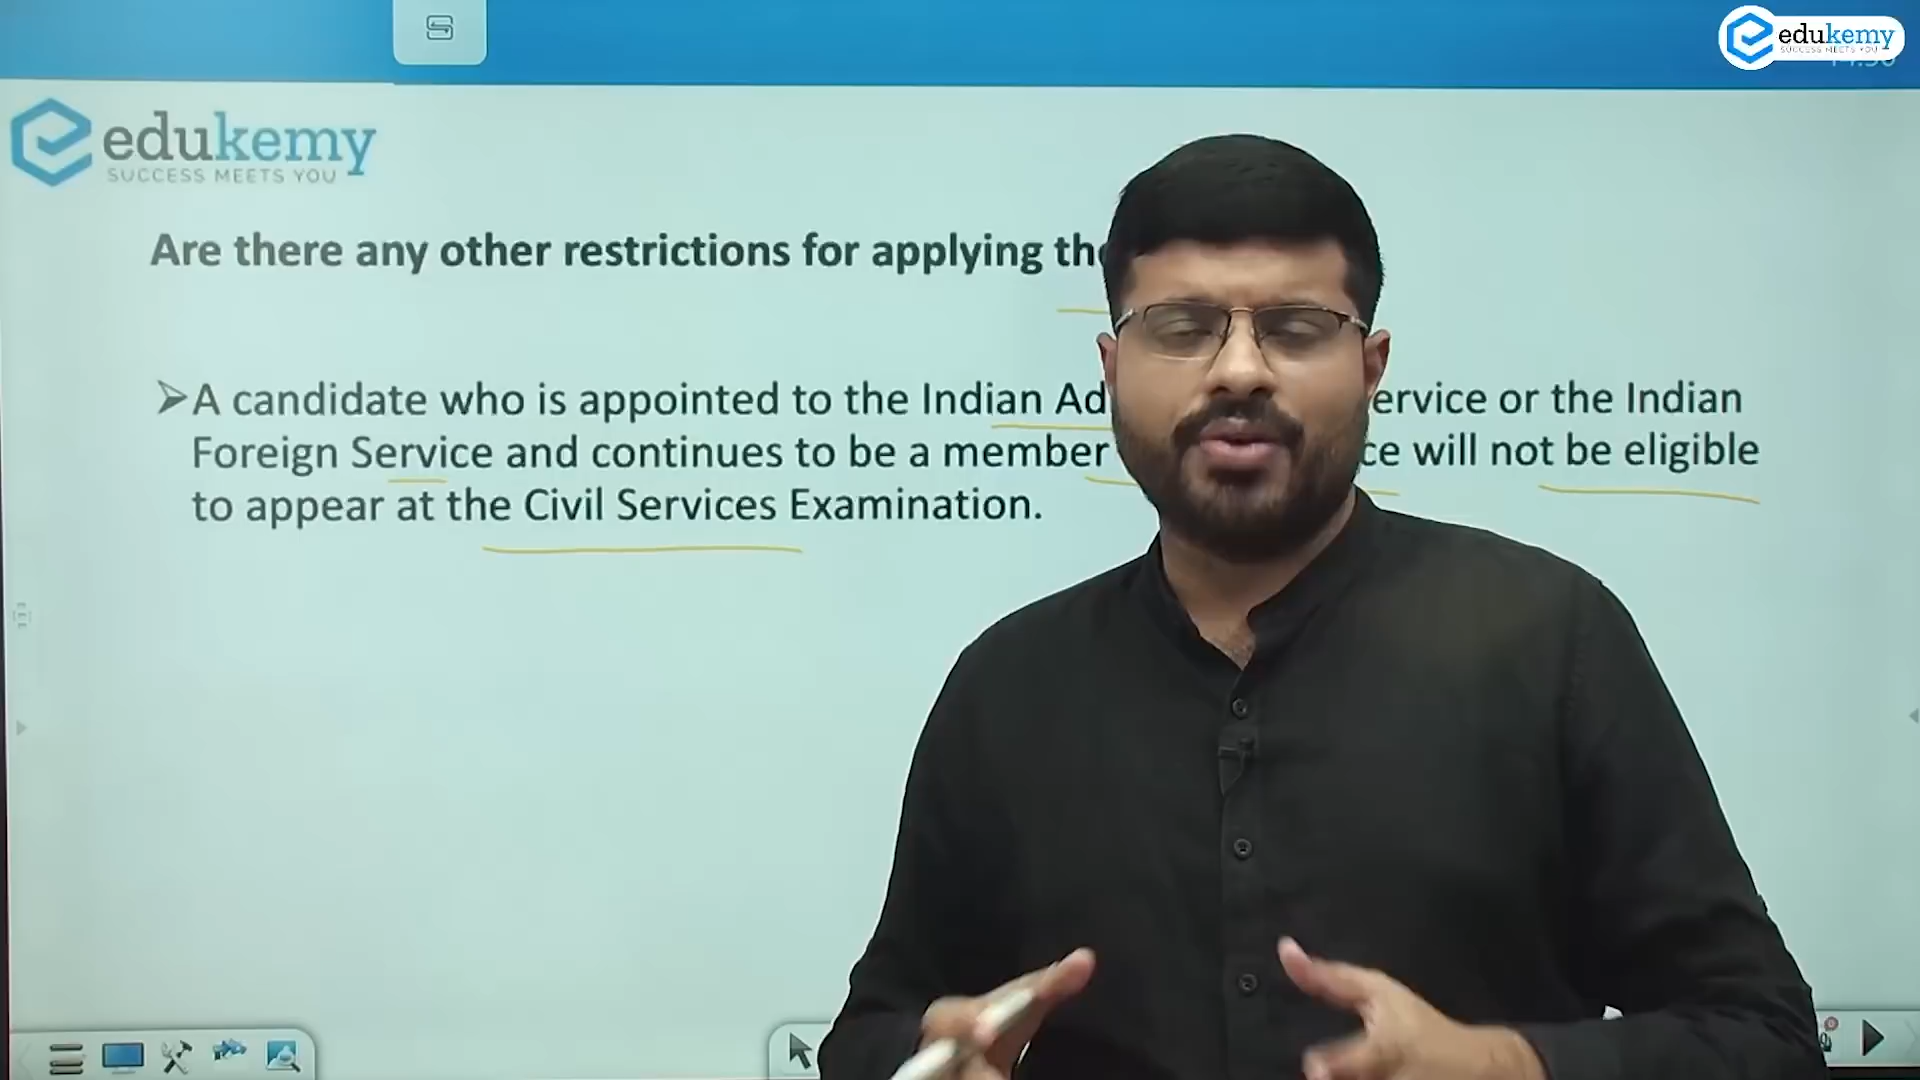 edukemy
SUCCESS MEETS YOU
edukemy
SUCCESS MEETS YOU
Are there any other restrictions for applying the
A candidate who is appointed to the Indian Ad ervice or the Indian
Foreign Service and continues to be a member ce will not be eligible
to appear at the Civil Services Examination.